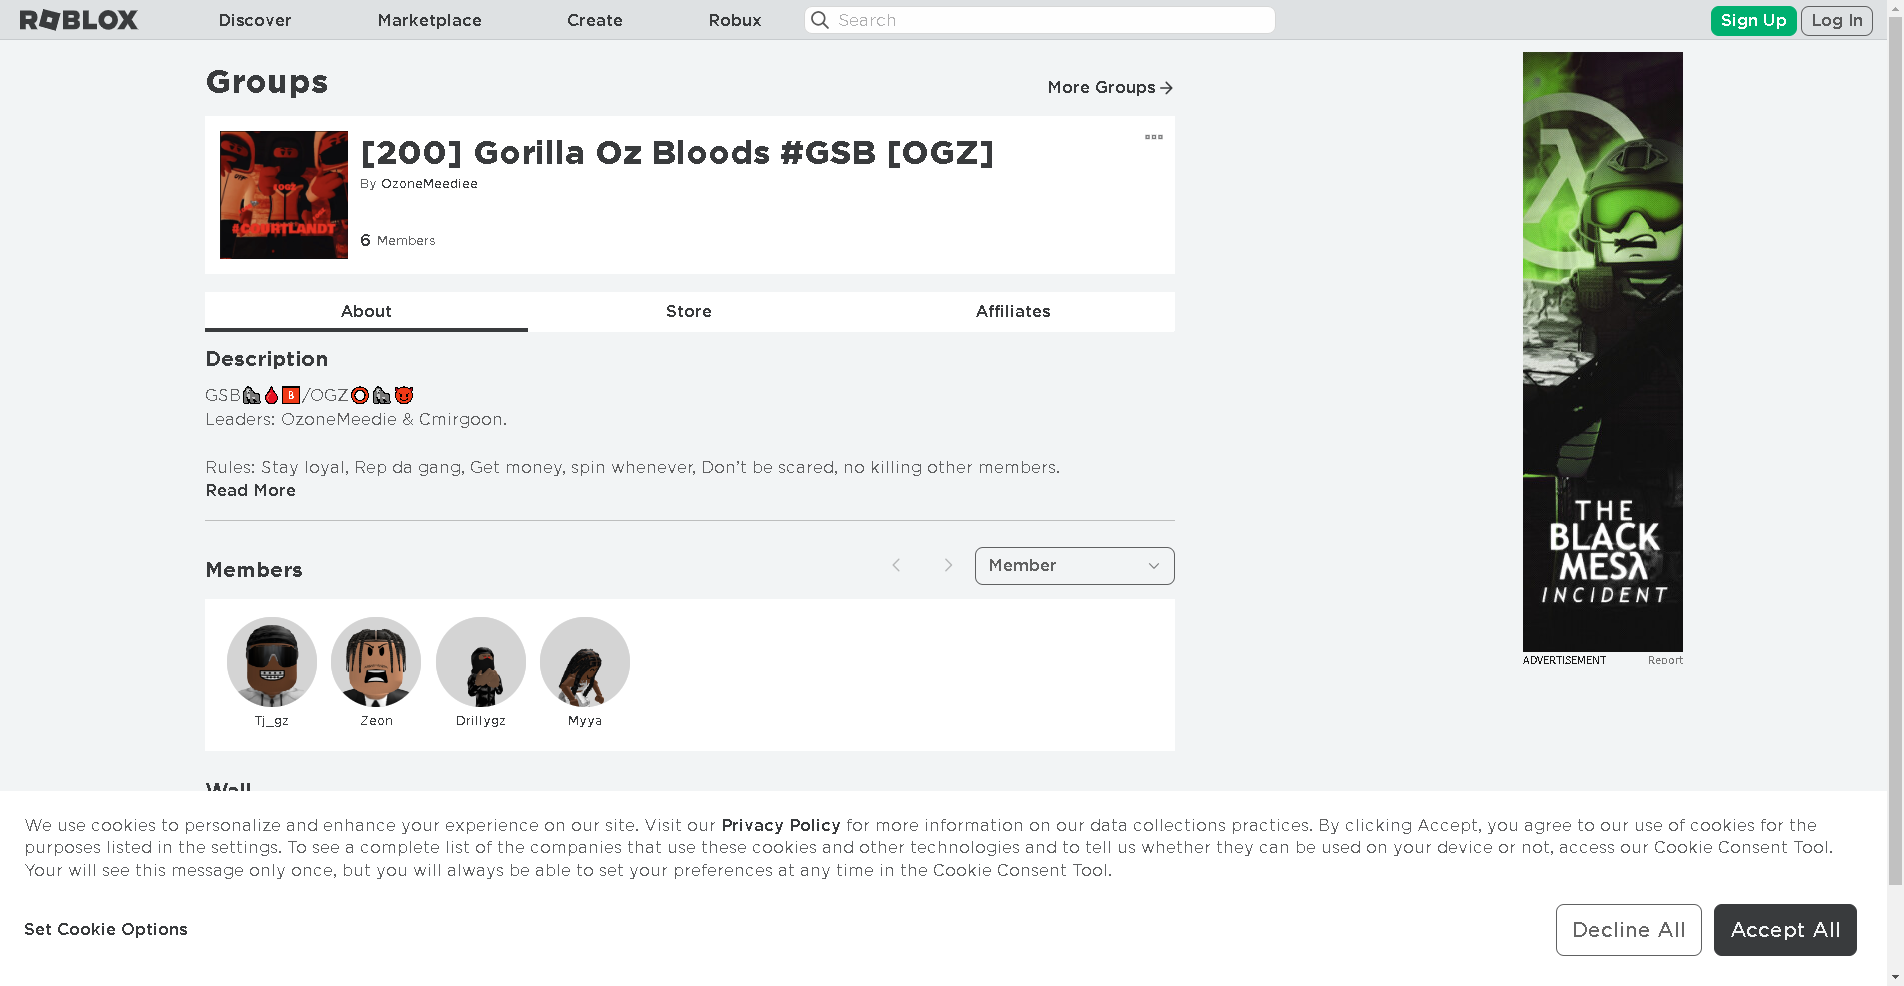 ROBLOX
Discover
Marketplace
Create
Robux
Search
Sign Up
Log In
Groups
More Groups
[200] Gorilla Oz Bloods #GSB [OGZ]
By OzoneMeediee
6 Members
OGZ
#COURTLANDT
About
Store
Affiliates
Description
GSB🦍🩸🅱️/OGZ⭕🦍😈
Leaders: OzoneMeedie & Cmirgoon.
Rules: Stay loyal, Rep da gang, Get money, spin whenever, Don’t be scared, no killing other members.
Read More
Members
Member
Tj_gz
Zeon
Drillygz
Myya
Wall
THE
BLACK
MESλ
INCIDENT
ADVERTISEMENT
Report
We use cookies to personalize and enhance your experience on our site. Visit our Privacy Policy for more information on our data collections practices. By clicking Accept, you agree to our use of cookies for the
purposes listed in the settings. To see a complete list of the companies that use these cookies and other technologies and to tell us whether they can be used on your device or not, access our Cookie Consent Tool.
Your will see this message only once, but you will always be able to set your preferences at any time in the Cookie Consent Tool.
Set Cookie Options
Decline All
Accept All